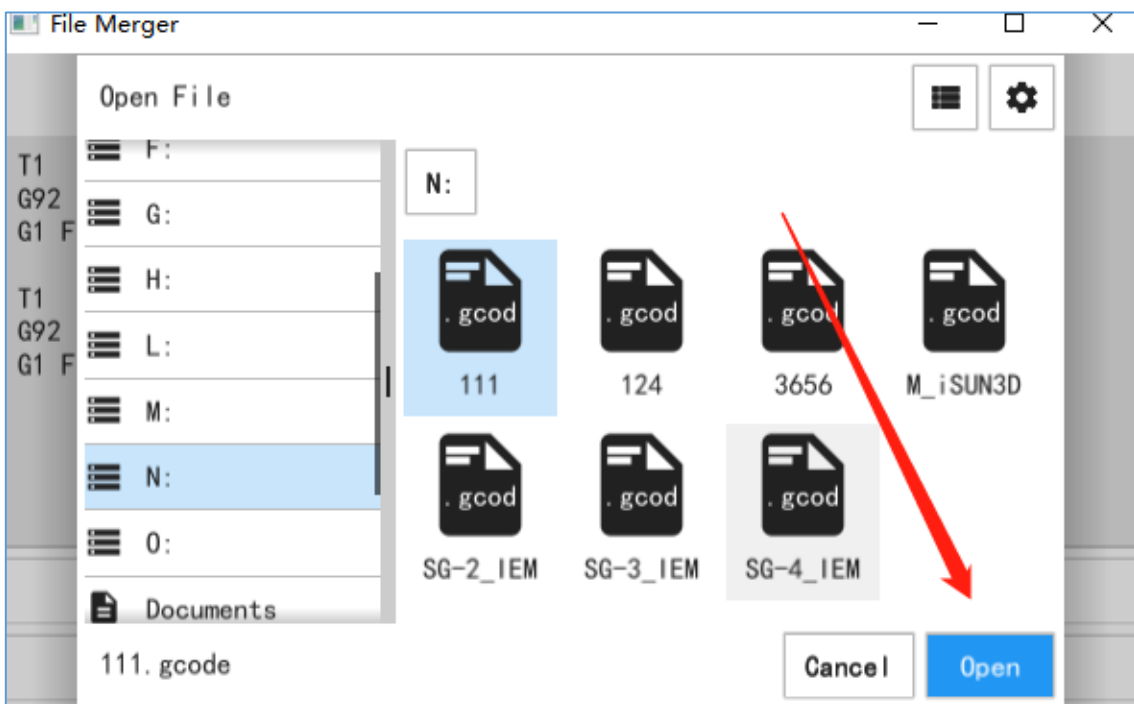 File Merger
Open File
T1
G92
G1 F
T1
G92
G1 F
F:
G:
H:
L:
M:
N:
O:
Documents
N:
.gcod
.gcod
.gcod
.gcod
111
124
3656
M_iSUN3D
.gcod
.gcod
.gcod
SG-2_IEM
SG-3_IEM
SG-4_IEM
111.gcode
Cancel
Open